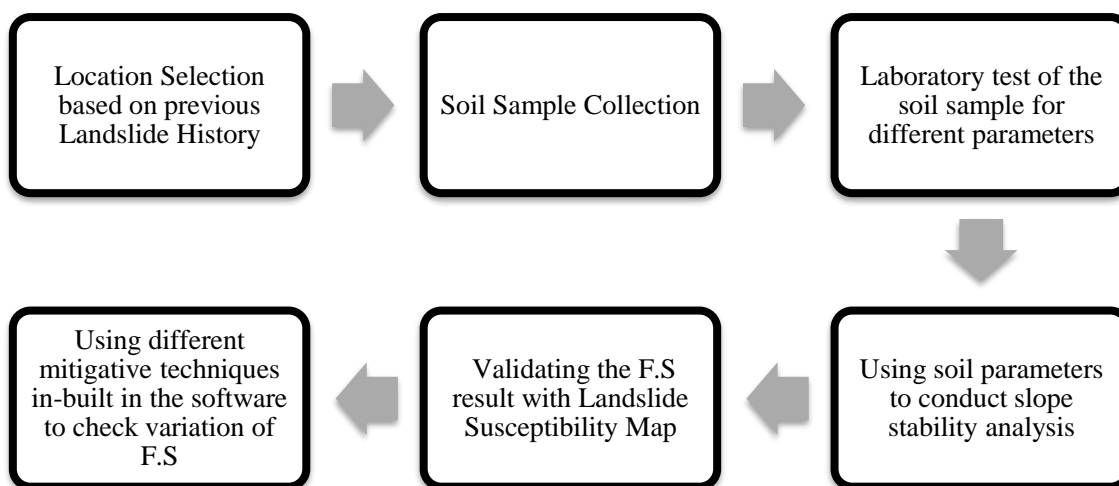 Location Selection
based on previous
Landslide History
Soil Sample Collection
Laboratory test of the
soil sample for
different parameters
Using soil parameters
to conduct slope
stability analysis
Validating the F.S
result with Landslide
Susceptibility Map
Using different
mitigative techniques
in-built in the software
to check variation of
F.S